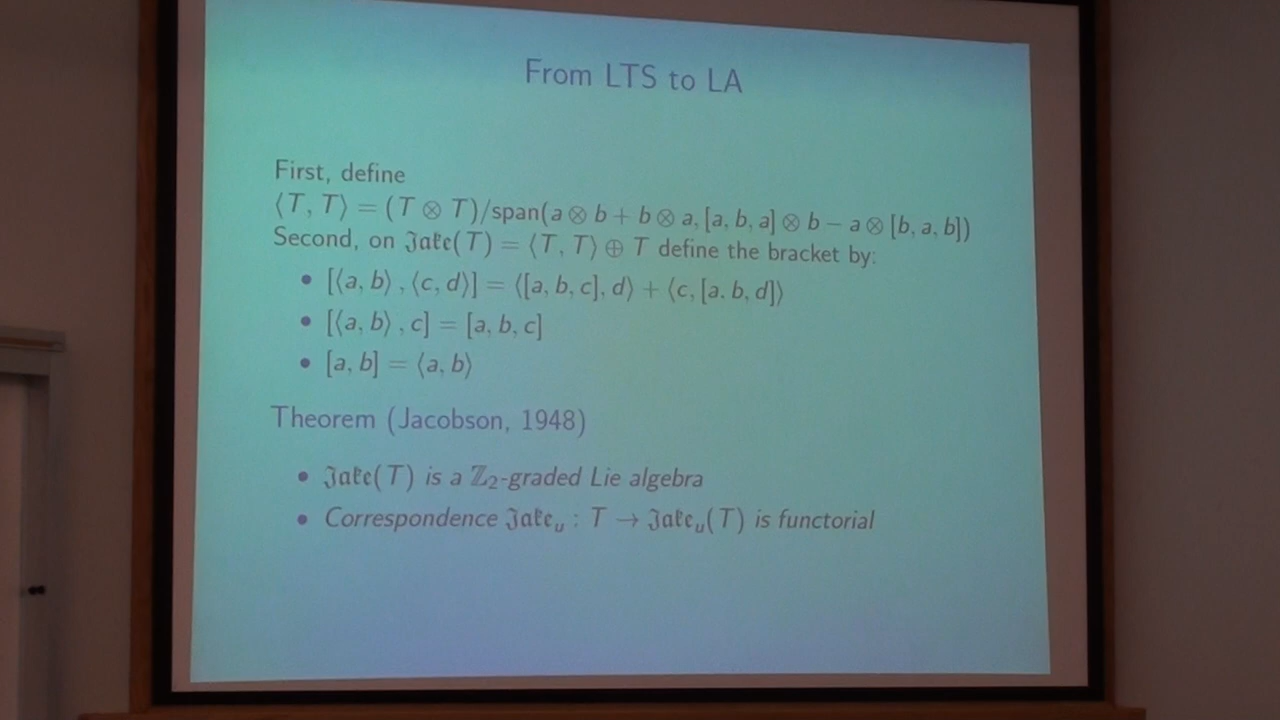 From LTS to LA
First, define
⟨T, T⟩ = (T ⊗ T)/span(a ⊗ b + b ⊗ a, [a, b, a] ⊗ b − a ⊗ [b, a, b])
Second, on 𝔍𝔞𝔨𝔢(T) = ⟨T, T⟩ ⊕ T define the bracket by:
• [⟨a, b⟩ , ⟨c, d⟩] = ⟨[a, b, c], d⟩ + ⟨c, [a. b, d]⟩
• [⟨a, b⟩ , c] = [a, b, c]
• [a, b] = ⟨a, b⟩
Theorem (Jacobson, 1948)
• 𝔍𝔞𝔨𝔢(T) is a ℤ₂-graded Lie algebra
• Correspondence 𝔍𝔞𝔨𝔢ᵤ : T → 𝔍𝔞𝔨𝔢ᵤ(T) is functorial